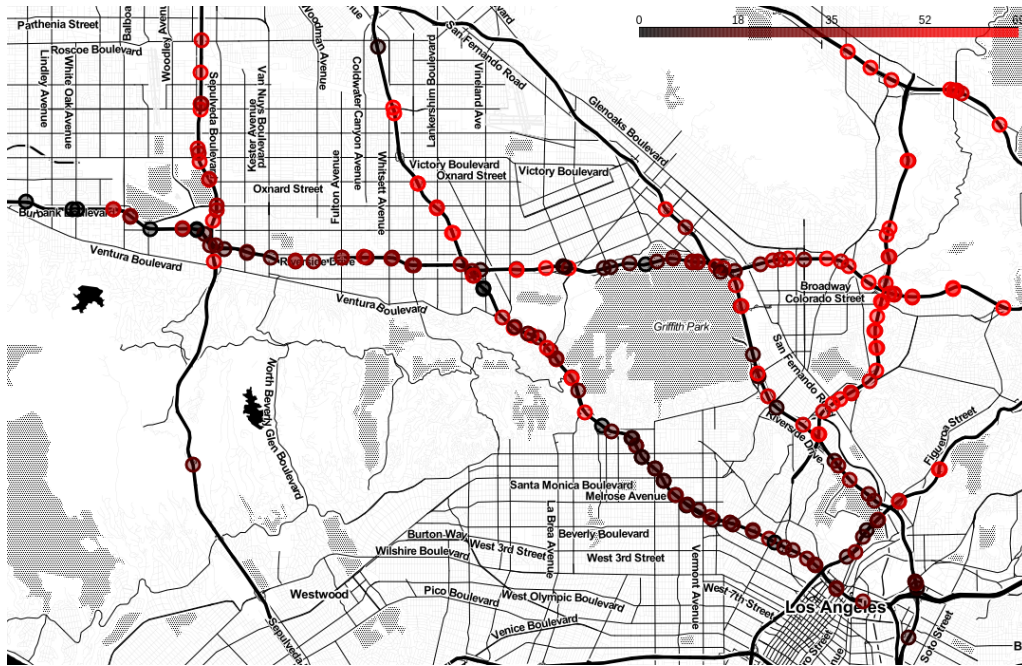 0
18
35
52
69
Parthenia Street
Roscoe Boulevard
Balboa
Woodley Avenue
Lindley Avenue
White Oak Avenue
Sepulveda Boulevard
Van Nuys Boulevard
Kester Avenue
Woodman Avenue
Coldwater Canyon Avenue
Fulton Avenue
Whitsett Avenue
Lankershim Boulevard
Vineland Ave
San Fernando Road
Glenoaks Boulevard
Victory Boulevard
Oxnard Street
Victory Boulevard
Oxnard Street
Burbank Boulevard
Ventura Boulevard
Riverside Drive
Ventura Boulevard
Griffith Park
Broadway
Colorado Street
San Fernando Road
Riverside Drive
Figueroa Street
North Beverly Glen Boulevard
Santa Monica Boulevard
Melrose Avenue
La Brea Avenue
Beverly Boulevard
Burton Way
West 3rd Street
West 3rd Street
Wilshire Boulevard
Vermont Avenue
Westwood
Pico Boulevard
West Olympic Boulevard
West 7th Street
Los Angeles
Venice Boulevard
Sepulveda
Soto Street
ro Street
B